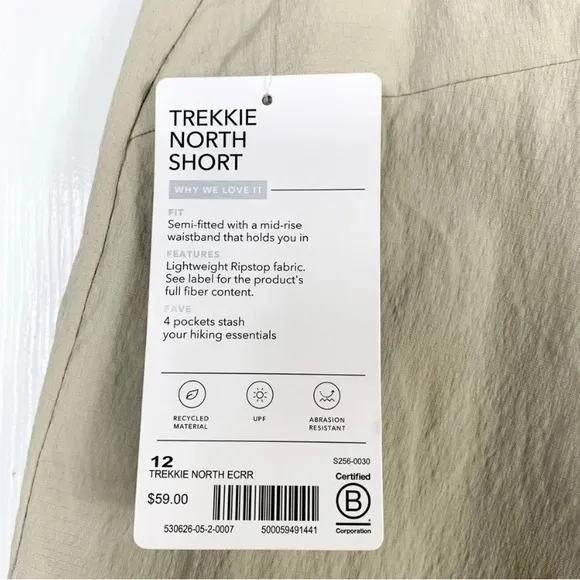 TREKKIE
NORTH
SHORT
WHY WE LOVE IT
FIT
Semi-fitted with a mid-rise
waistband that holds you in
FEATURES
Lightweight Ripstop fabric.
See label for the product's
full fiber content.
FAVE
4 pockets stash
your hiking essentials
RECYCLED
MATERIAL
UPF
ABRASION
RESISTANT
12
S256-0030
TREKKIE NORTH ECRR
$59.00
530626-05-2-0007
500059491441
Certified
B
Corporation